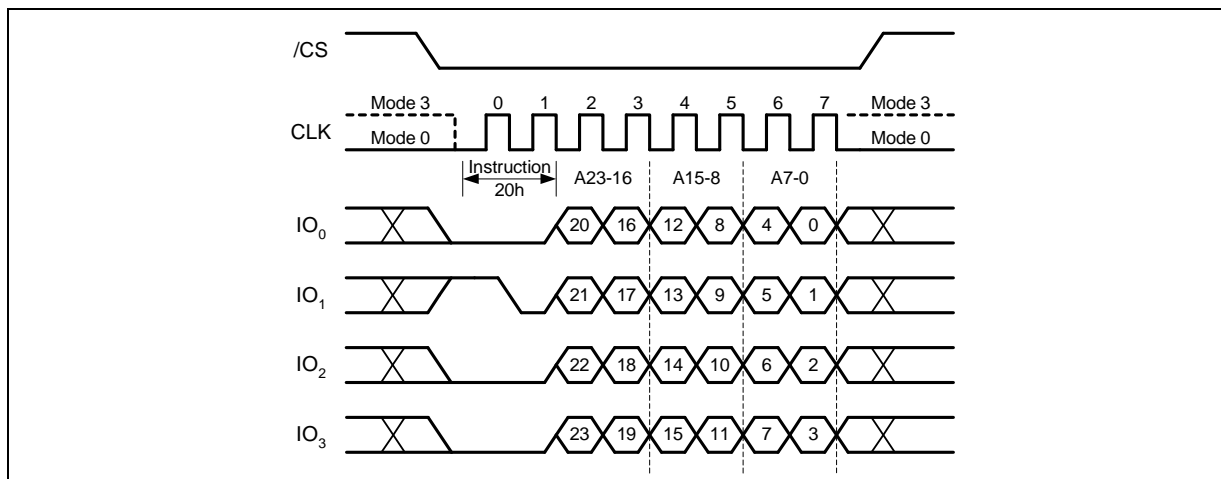 /CS
Mode 3 0 1 2 3 4 5 6 7 Mode 3
CLK
Mode 0 Mode 0
Instruction
20h
A23-16 A15-8 A7-0
IO0 20 16 12 8 4 0
IO1 21 17 13 9 5 1
IO2 22 18 14 10 6 2
IO3 23 19 15 11 7 3